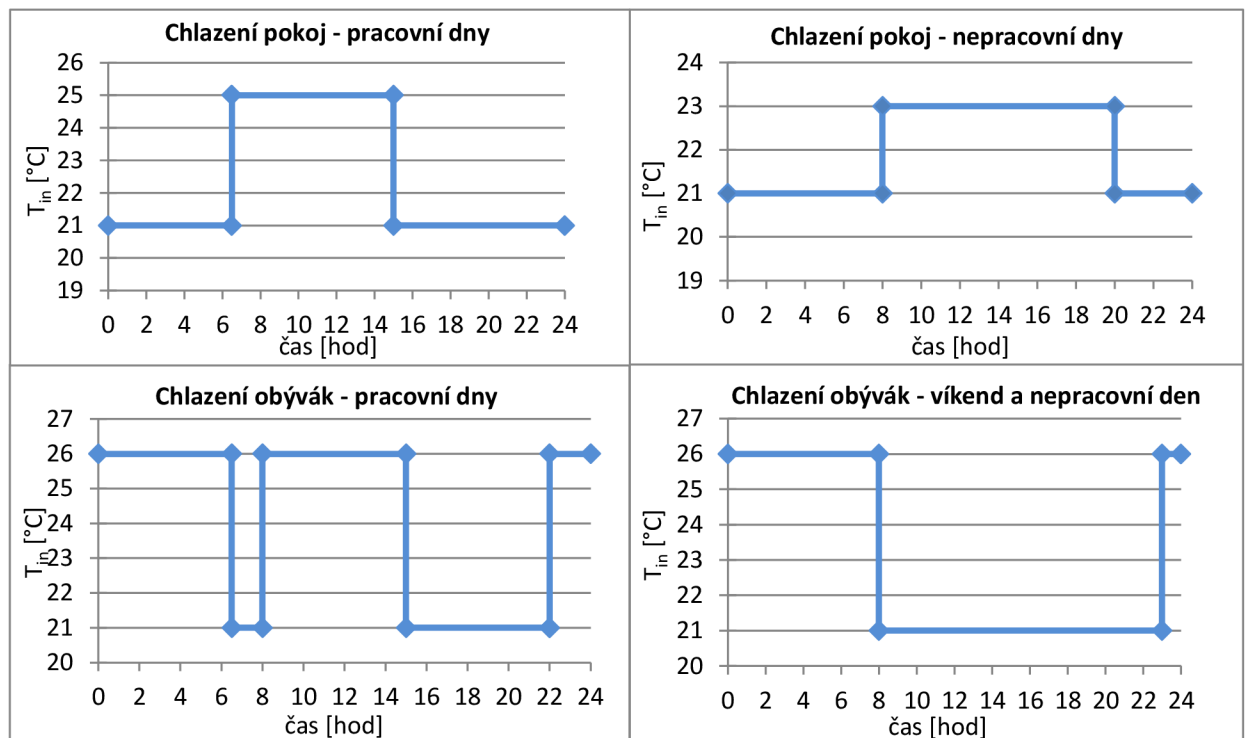 Chlazení pokoj - pracovní dny
26
25
24
23
22
21
20
19
T_in [°C]
0 2 4 6 8 10 12 14 16 18 20 22 24
čas [hod]
Chlazení pokoj - nepracovní dny
24
23
22
21
20
19
T_in [°C]
0 2 4 6 8 10 12 14 16 18 20 22 24
čas [hod]
Chlazení obývák - pracovní dny
27
26
25
24
23
22
21
20
T_in [°C]
0 2 4 6 8 10 12 14 16 18 20 22 24
čas [hod]
Chlazení obývák - víkend a nepracovní den
27
26
25
24
23
22
21
20
T_in [°C]
0 2 4 6 8 10 12 14 16 18 20 22 24
čas [hod]